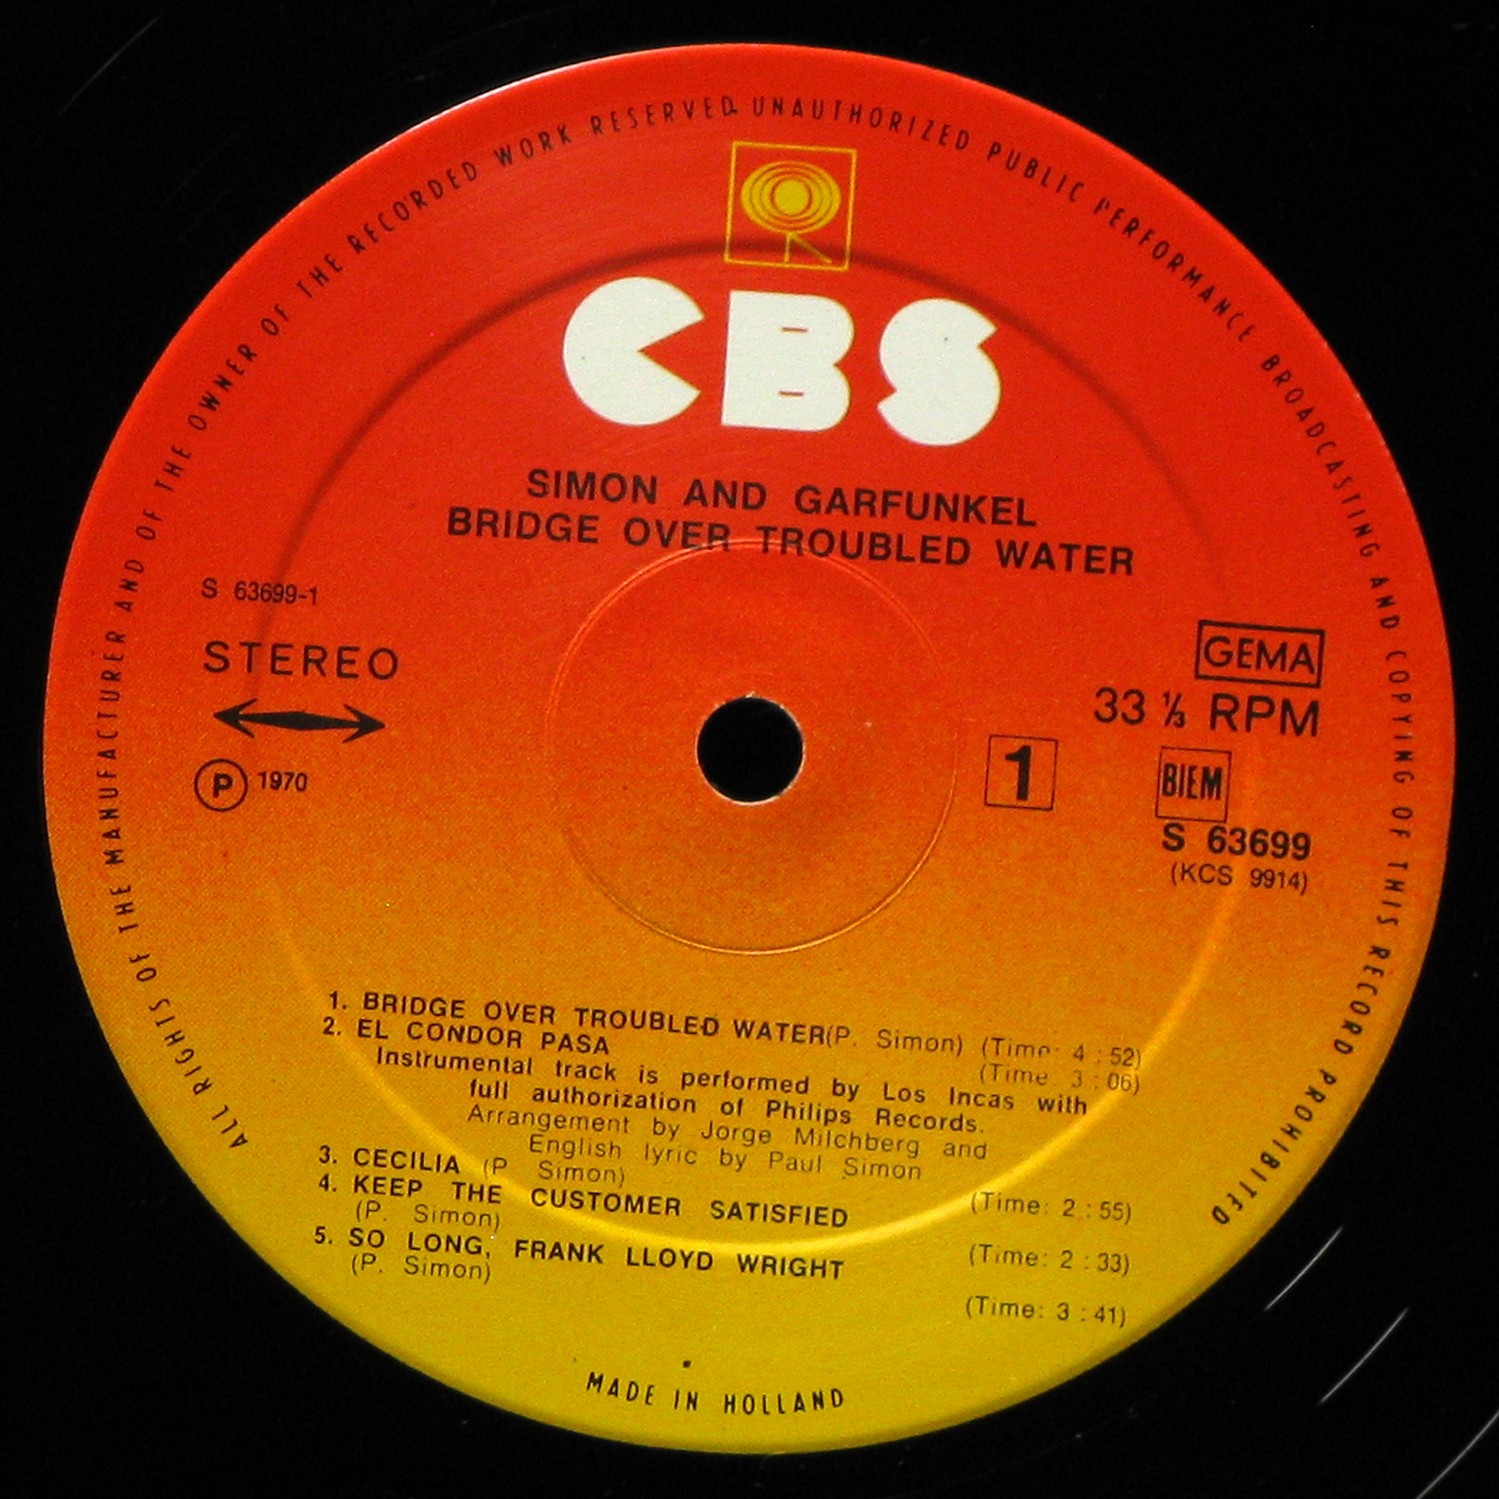 ALL RIGHTS OF THE MANUFACTURER AND OF THE OWNER OF THE RECORDED WORK RESERVED. UNAUTHORIZED PUBLIC PERFORMANCE BROADCASTING AND COPYING OF THIS RECORD PROHIBITED
CBS
SIMON AND GARFUNKEL
BRIDGE OVER TROUBLED WATER
S 63699-1
STEREO
Ⓟ 1970
GEMA
33 ⅓ RPM
1
BIEM
S 63699
(KCS 9914)
1. BRIDGE OVER TROUBLED WATER(P. Simon) (Time: 4 : 52)
2. EL CONDOR PASA (Time: 3 : 06)
Instrumental track is performed by Los Incas with
full authorization of Philips Records.
Arrangement by Jorge Milchberg and
English lyric by Paul Simon
3. CECILIA (P. Simon) (Time: 2 : 55)
4. KEEP THE CUSTOMER SATISFIED
(P. Simon) (Time: 2 : 33)
5. SO LONG, FRANK LLOYD WRIGHT
(P. Simon) (Time: 3 : 41)
MADE IN HOLLAND